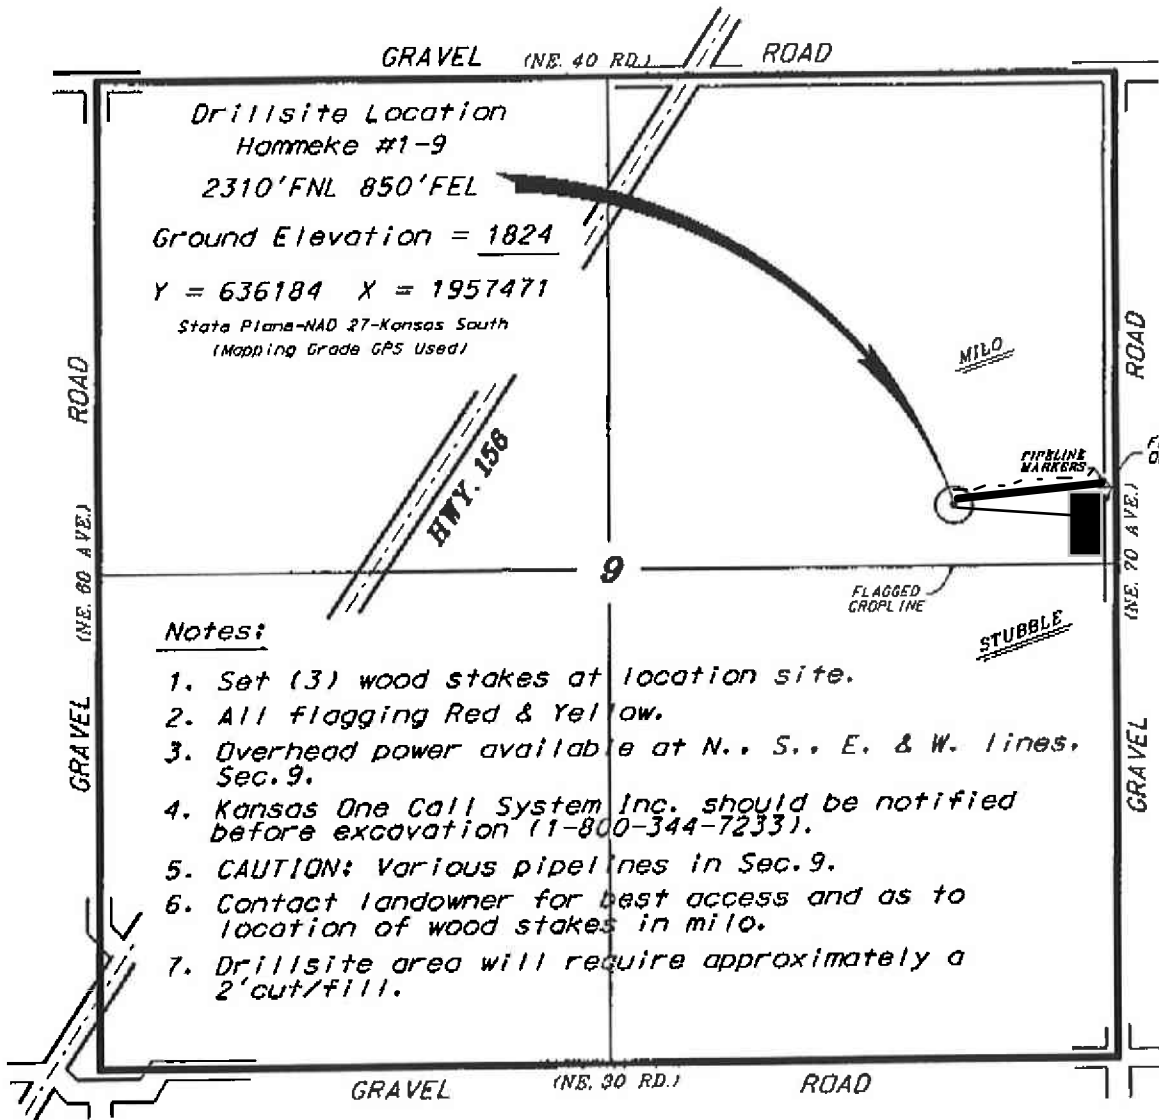 GRAVEL (NE. 40 RD.) ROAD
Drillsite Location
Hammeke #1-9
2310'FNL 850'FEL
Ground Elevation = 1824
Y = 636184 X = 1957471
State Plane-NAD 27-Kansas South
(Mapping Grade GPS Used)
ROAD
(NE. 60 AVE.)
GRAVEL
HWY. 156
MILO
PIPELINE
MARKERS
ROAD
(NE. 70 AVE.)
GRAVEL
9
FLAGGED
CROPLINE
STUBBLE
Notes:
1. Set (3) wood stakes at location site.
2. All flagging Red & Yellow.
3. Overhead power available at N., S., E. & W. lines,
Sec.9.
4. Kansas One Call System Inc. should be notified
before excavation (1-800-344-7233).
5. CAUTION: Various pipelines in Sec.9.
6. Contact landowner for best access and as to
location of wood stakes in milo.
7. Drillsite area will require approximately a
2'cut/fill.
GRAVEL (NE. 30 RD.) ROAD